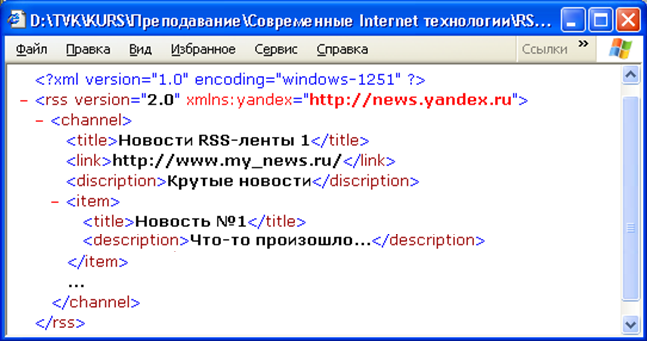 D:\TVK\KURS\Преподавание\Современные Internet технологии\RS...
Файл Правка Вид Избранное Сервис Справка Ссылки »
<?xml version="1.0" encoding="windows-1251" ?>
– <rss version="2.0" xmlns:yandex="http://news.yandex.ru">
– <channel>
<title>Новости RSS-ленты 1</title>
<link>http://www.my_news.ru/</link>
<discription>Крутые новости</discription>
– <item>
<title>Новость №1</title>
<description>Что-то произошло...</description>
</item>
...
</channel>
</rss>